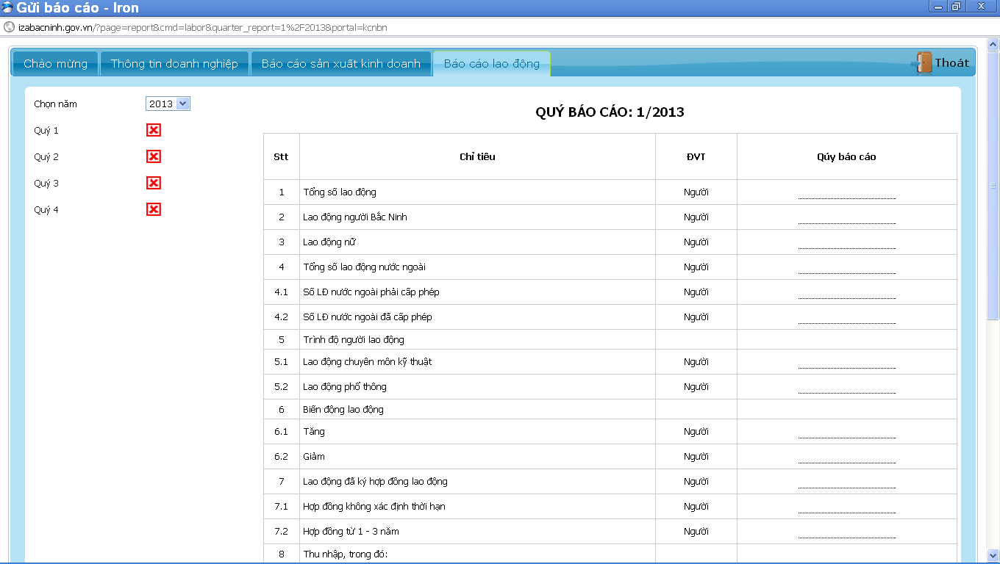 Gửi báo cáo - Iron
izabacninh.gov.vn/?page=report&cmd=labor&quarter_report=1%2F2013&portal=kcnbn
Chào mừng Thông tin doanh nghiệp Báo cáo sản xuất kinh doanh Báo cáo lao động Thoát
Chọn năm 2013
Quý 1
Quý 2
Quý 3
Quý 4
QUÝ BÁO CÁO: 1/2013
Stt Chỉ tiêu ĐVT Qúy báo cáo
1 Tổng số lao động Người
2 Lao động người Bắc Ninh Người
3 Lao động nữ Người
4 Tổng số lao động nước ngoài Người
4.1 Số LĐ nước ngoài phải cấp phép Người
4.2 Số LĐ nước ngoài đã cấp phép Người
5 Trình độ người lao động
5.1 Lao động chuyên môn kỹ thuật Người
5.2 Lao động phổ thông Người
6 Biến động lao động
6.1 Tăng Người
6.2 Giảm Người
7 Lao động đã ký hợp đồng lao động Người
7.1 Hợp đồng không xác định thời hạn Người
7.2 Hợp đồng từ 1 - 3 năm Người
8 Thu nhập, trong đó: